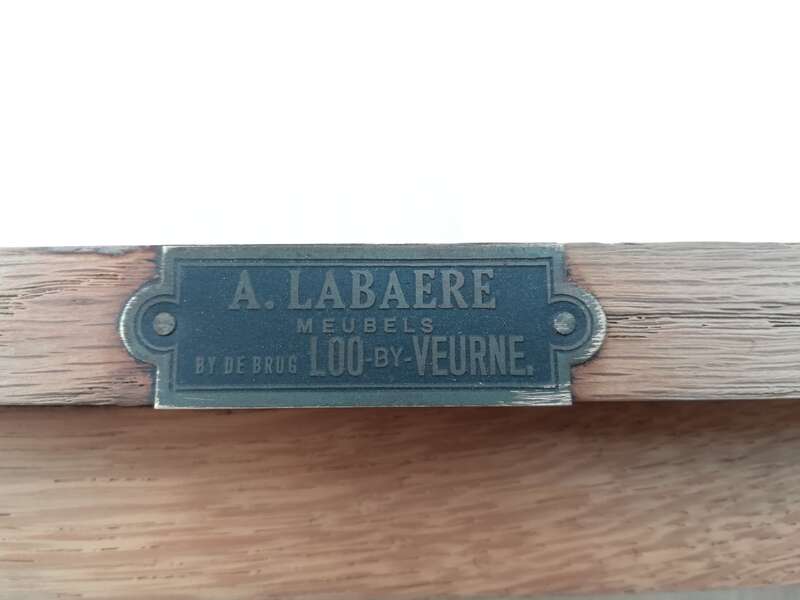 A. LABAERE
MEUBELS
BY DE BRUG LOO-BY-VEURNE.